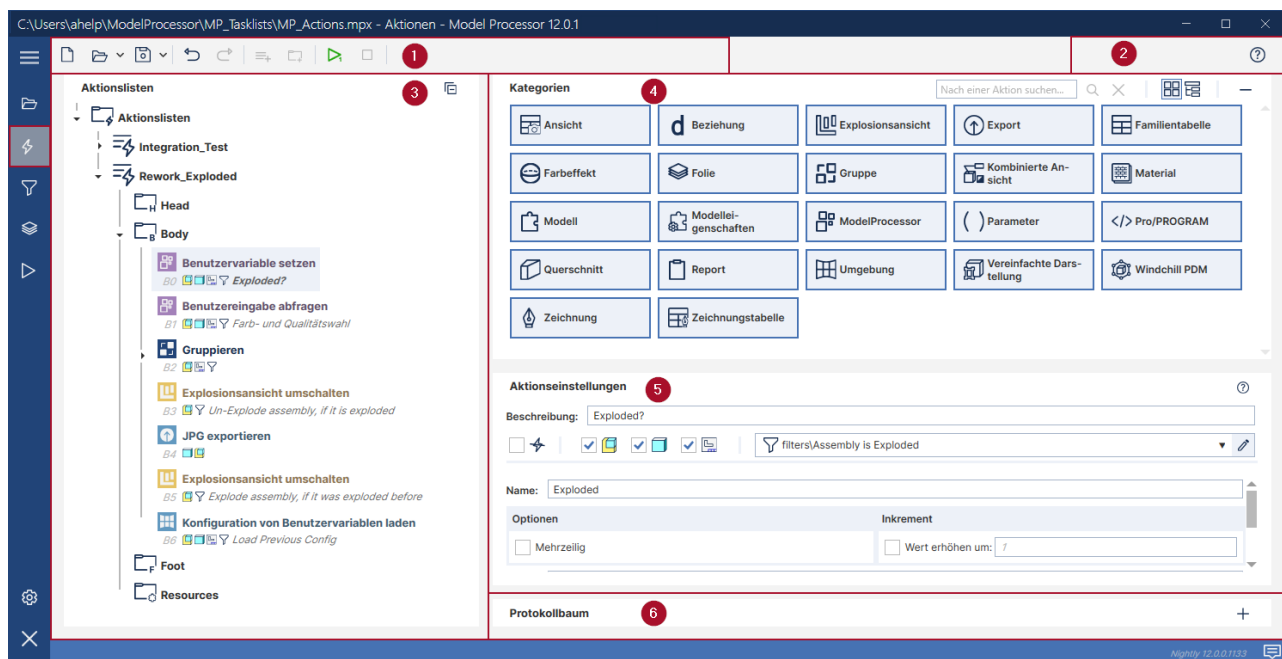 C:\Users\ahelp\ModelProcessor\MP_Tasklists\MP_Actions.mpx - Aktionen - Model Processor 12.0.1
1
2
Aktionslisten
3
Aktionslisten
Integration_Test
Rework_Exploded
H Head
B Body
Benutzervariable setzen
B0 Exploded?
Benutzereingabe abfragen
B1 Farb- und Qualitätswahl
Gruppieren
B2
Explosionsansicht umschalten
B3 Un-Explode assembly, if it is exploded
JPG exportieren
B4
Explosionsansicht umschalten
B5 Explode assembly, if it was exploded before
Konfiguration von Benutzervariablen laden
B6 Load Previous Config
F Foot
Resources
Kategorien
4
Nach einer Aktion suchen...
Ansicht
d Beziehung
Explosionsansicht
Export
Familientabelle
Farbeffekt
Folie
Gruppe
Kombinierte An-
sicht
Material
Modell
Modellei-
genschaften
ModelProcessor
( ) Parameter
</> Pro/PROGRAM
Querschnitt
Report
Umgebung
Vereinfachte Dars-
tellung
Windchill PDM
Zeichnung
Zeichnungstabelle
Aktionseinstellungen
5
Beschreibung: Exploded?
filters\Assembly is Exploded
Name: Exploded
Optionen
Inkrement
Mehrzeilig
Wert erhöhen um: 1
Protokollbaum
6
Nightly 12.0.0.1133